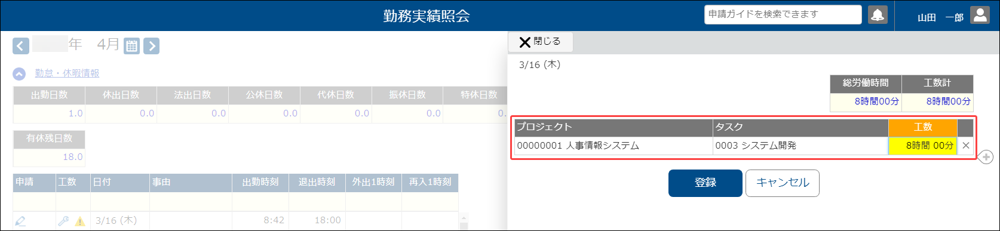 勤務実績照会
申請ガイドを検索できます
山田　一郎
年　4月
勤怠・休暇情報
出勤日数 休出日数 法出日数 公休日数 代休日数 振休日数 特休日数
1.0 0.0 0.0 0.0 0.0 0.0 0.
有休残日数
18.0
申請 工数 日付 事由 出勤時刻 退出時刻 外出1時刻 再入1時刻
3/16 (木) 8:42 18:00
閉じる
3/16 (木)
総労働時間 工数計
8時間00分 8時間00分
プロジェクト タスク 工数
00000001 人事情報システム 0003 システム開発 8時間 00分
登録 キャンセル